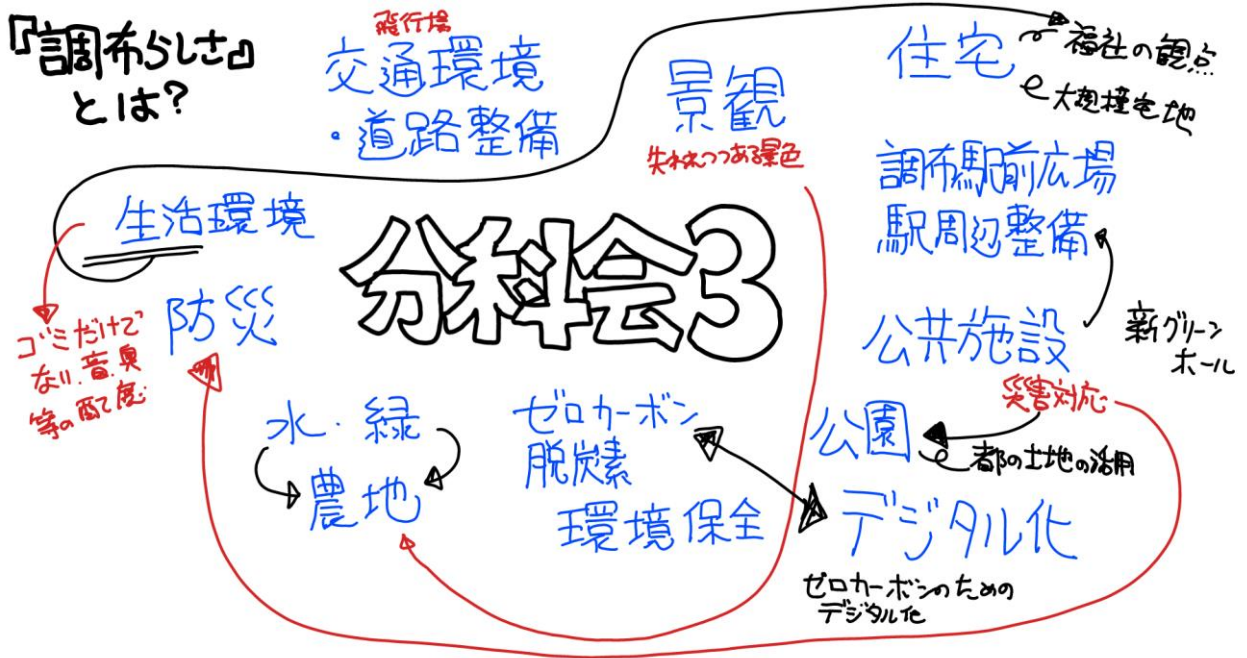 『調布らしさ』
とは?
飛行場
交通環境
・道路整備
景観
失われつつある景色
住宅
福祉の観点
大規模宅地
調布駅前広場
駅周辺整備
生活環境
分科会3
ゴミだけで
ない.音.臭
等の配慮
防災
公共施設
新グリーン
ホール
災害対応
水・緑
農地
ゼロカーボン
脱炭素
環境保全
公園
都の土地の活用
デジタル化
ゼロカーボンのための
デジタル化